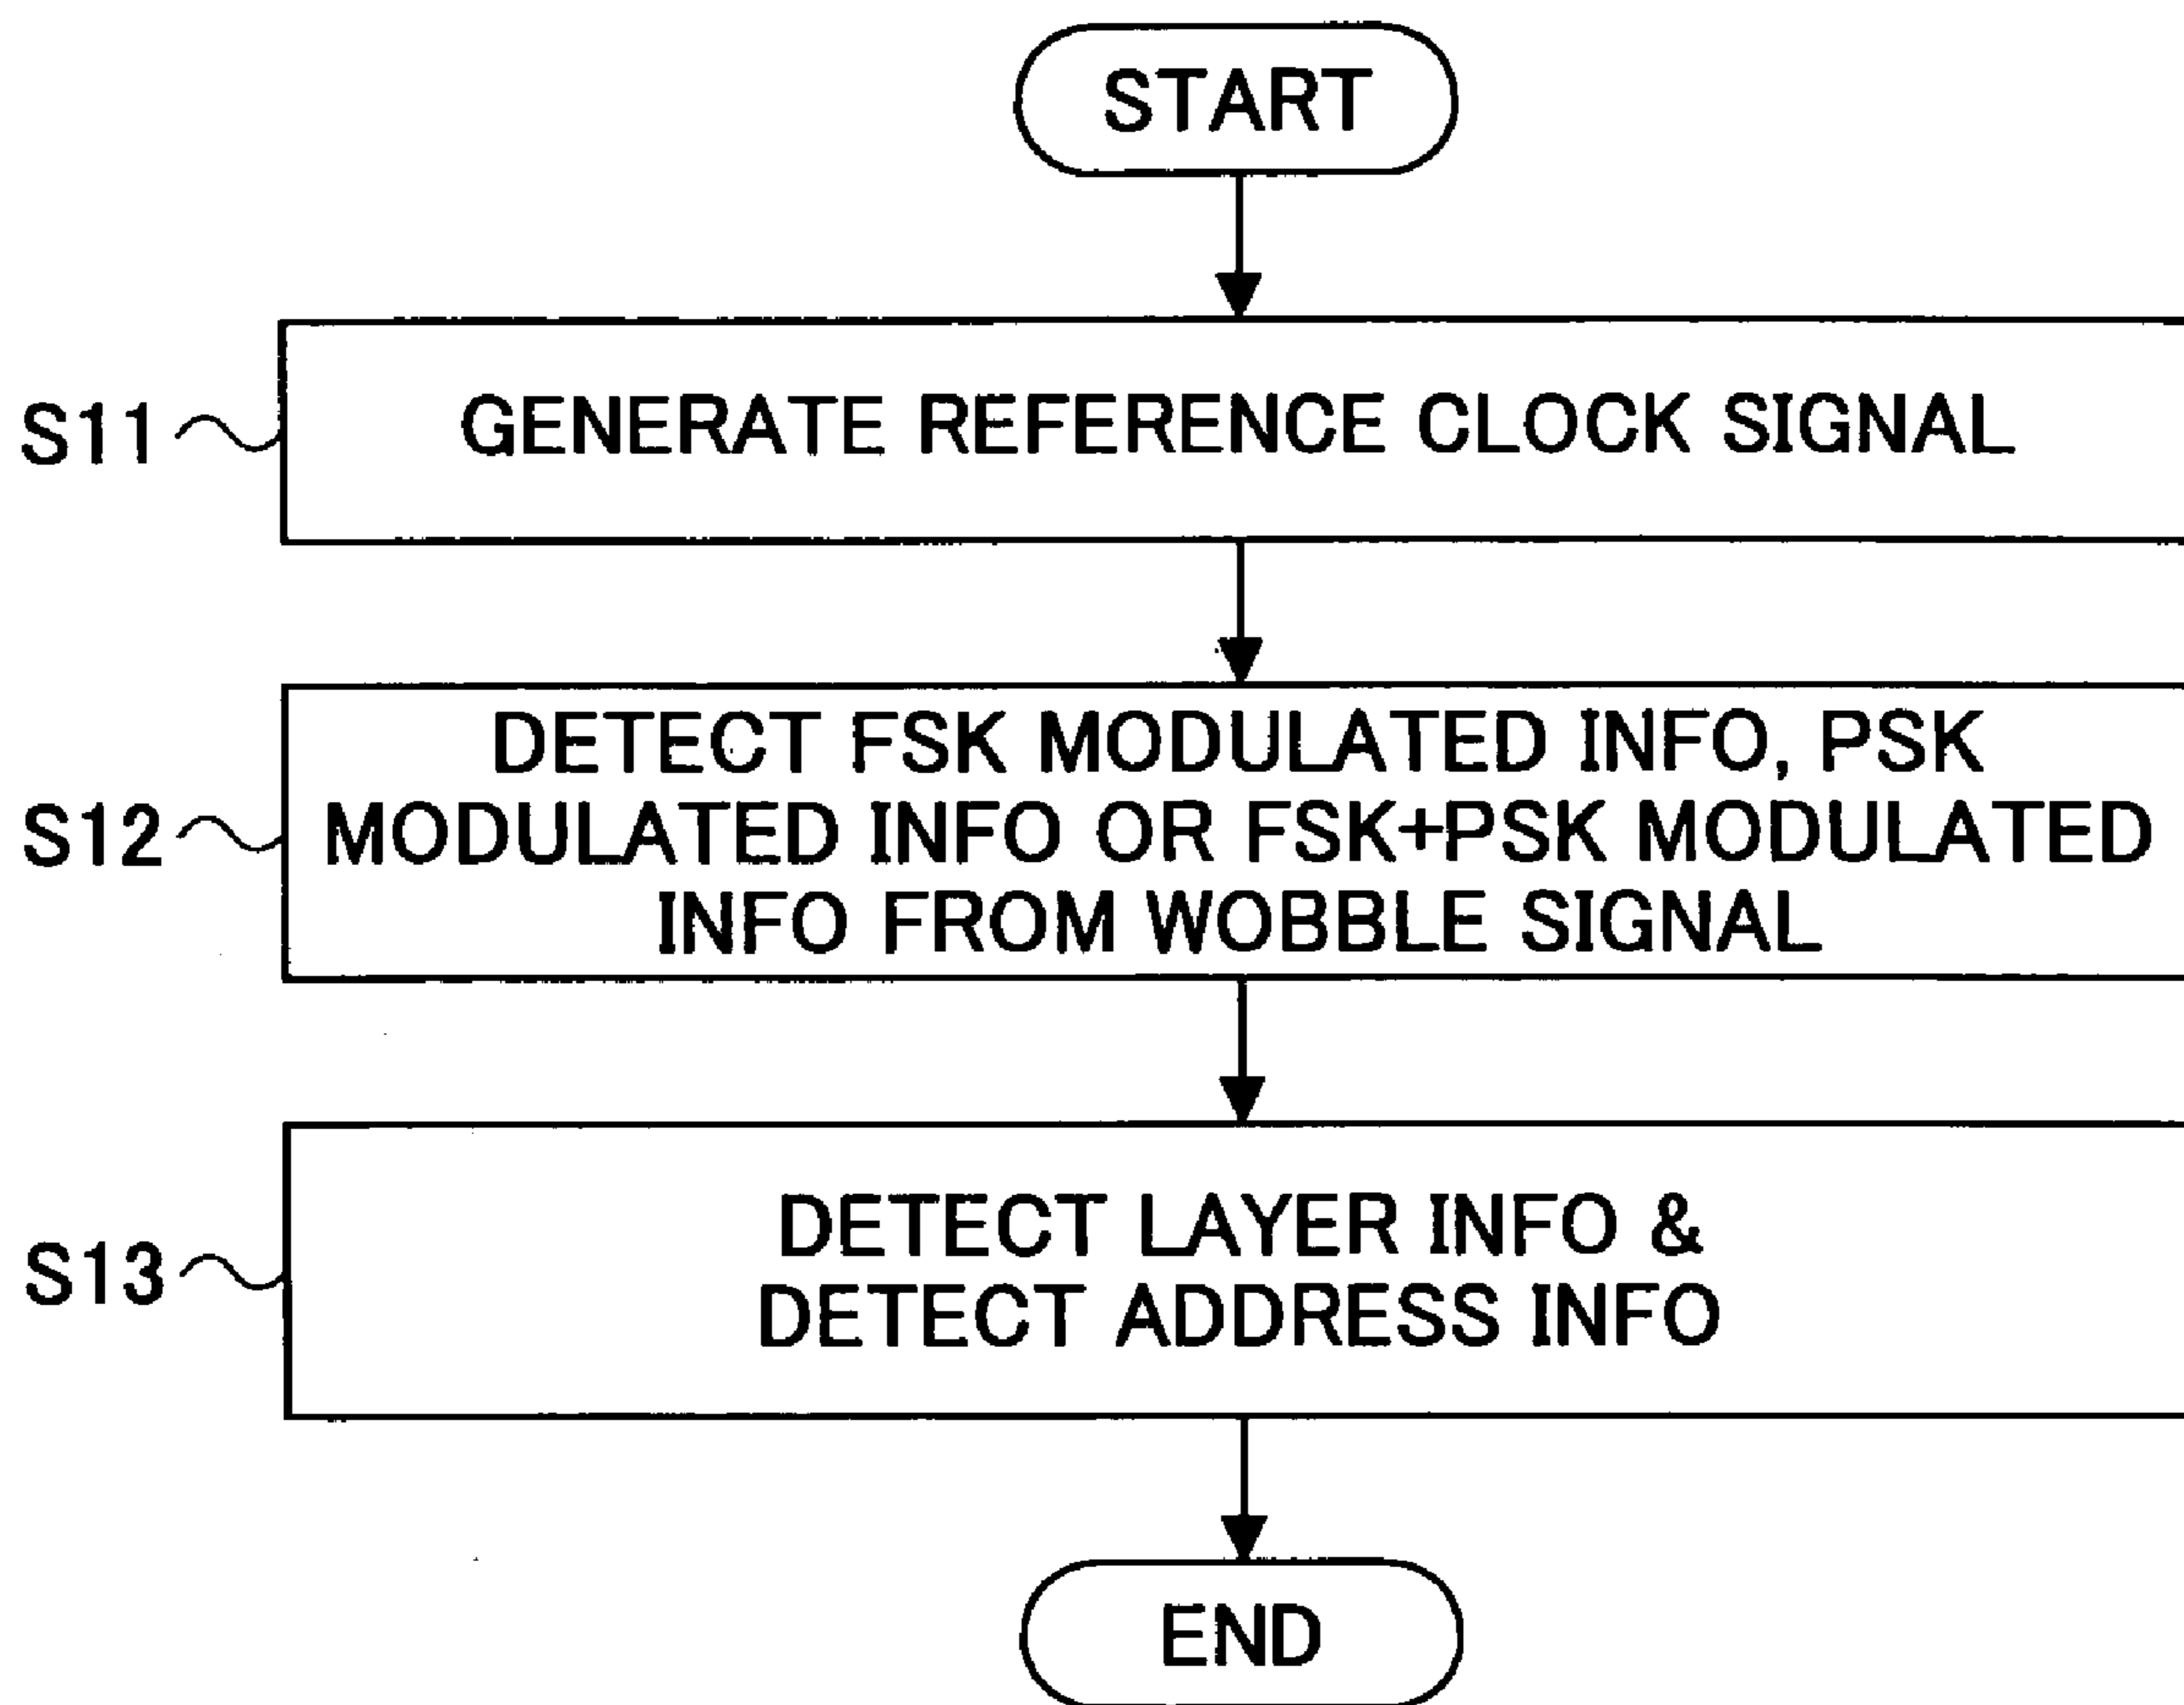 START
S11
GENERATE REFERENCE CLOCK SIGNAL
S12
DETECT FSK MODULATED INFO, PSK
MODULATED INFO OR FSK+PSK MODULATED
INFO FROM WOBBLE SIGNAL
S13
DETECT LAYER INFO &
DETECT ADDRESS INFO
END